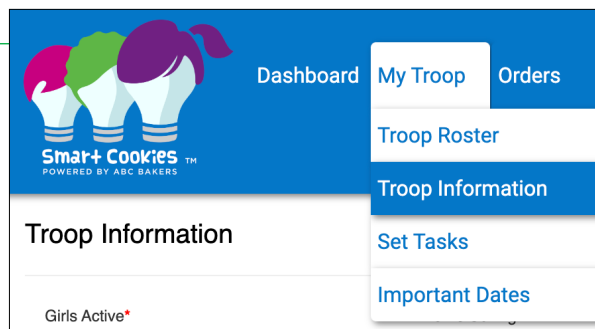 Dashboard My Troop Orders
Smart Cookies TM
POWERED BY ABC BAKERS
Troop Roster
Troop Information
Set Tasks
Important Dates
Troop Information
Girls Active*